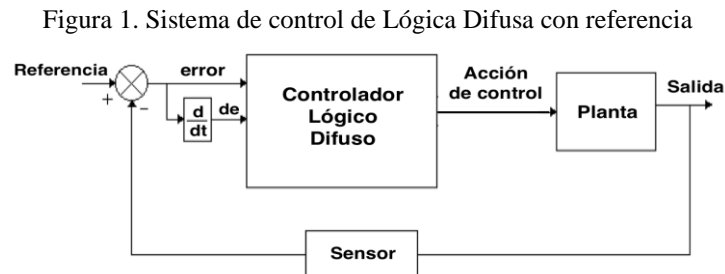 Figura 1. Sistema de control de Lógica Difusa con referencia
Referencia
error
+
−
d
dt
de
Controlador
Lógico
Difuso
Acción
de control
Planta
Salida
Sensor